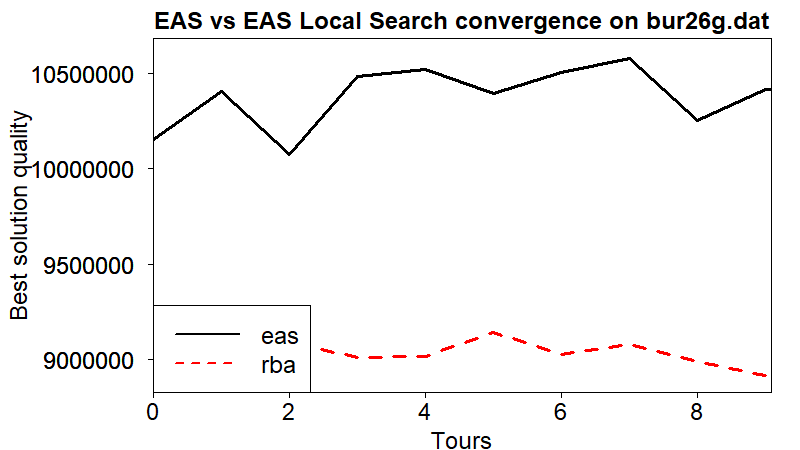 EAS vs EAS Local Search convergence on bur26g.dat
Best solution quality
10500000
10000000
9500000
9000000
eas
rba
0 2 4 6 8
Tours